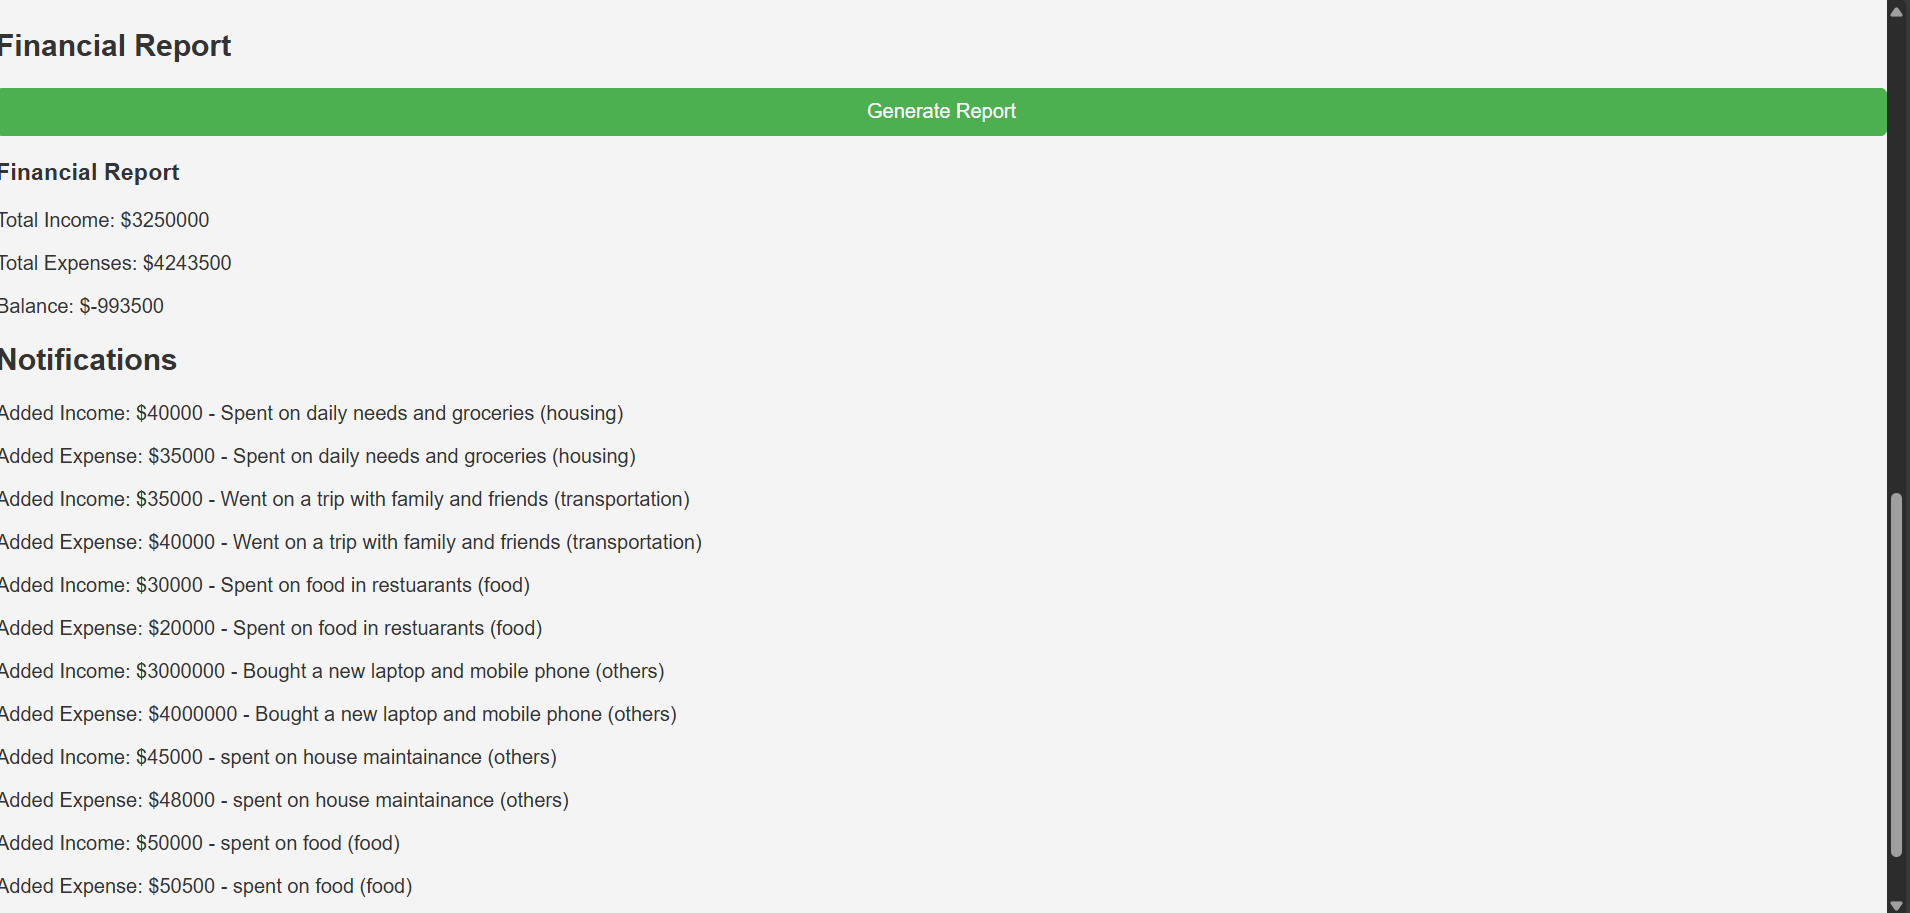 Financial Report
Generate Report
Financial Report
Total Income: $3250000
Total Expenses: $4243500
Balance: $-993500
Notifications
Added Income: $40000 - Spent on daily needs and groceries (housing)
Added Expense: $35000 - Spent on daily needs and groceries (housing)
Added Income: $35000 - Went on a trip with family and friends (transportation)
Added Expense: $40000 - Went on a trip with family and friends (transportation)
Added Income: $30000 - Spent on food in restuarants (food)
Added Expense: $20000 - Spent on food in restuarants (food)
Added Income: $3000000 - Bought a new laptop and mobile phone (others)
Added Expense: $4000000 - Bought a new laptop and mobile phone (others)
Added Income: $45000 - spent on house maintainance (others)
Added Expense: $48000 - spent on house maintainance (others)
Added Income: $50000 - spent on food (food)
Added Expense: $50500 - spent on food (food)